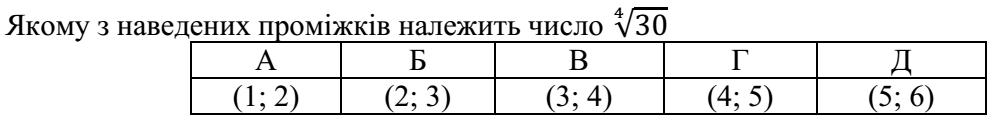 Якому з наведених проміжків належить число ∜30
А Б В Г Д
(1; 2) (2; 3) (3; 4) (4; 5) (5; 6)